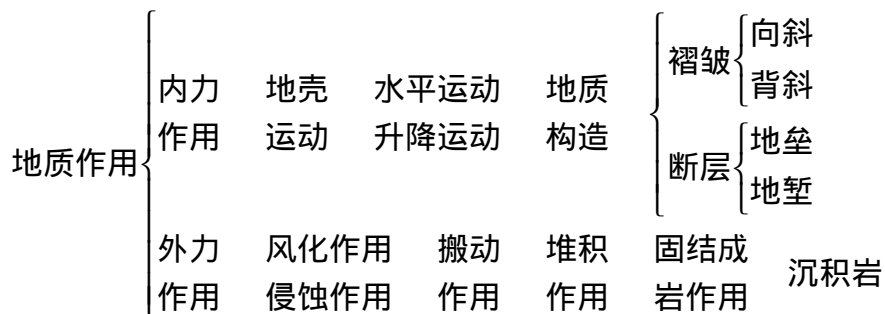 地质作用
内力作用
地壳运动
水平运动
升降运动
地质构造
褶皱
向斜
背斜
断层
地垒
地堑
外力作用
风化作用
侵蚀作用
搬动作用
堆积作用
固结成岩作用
沉积岩